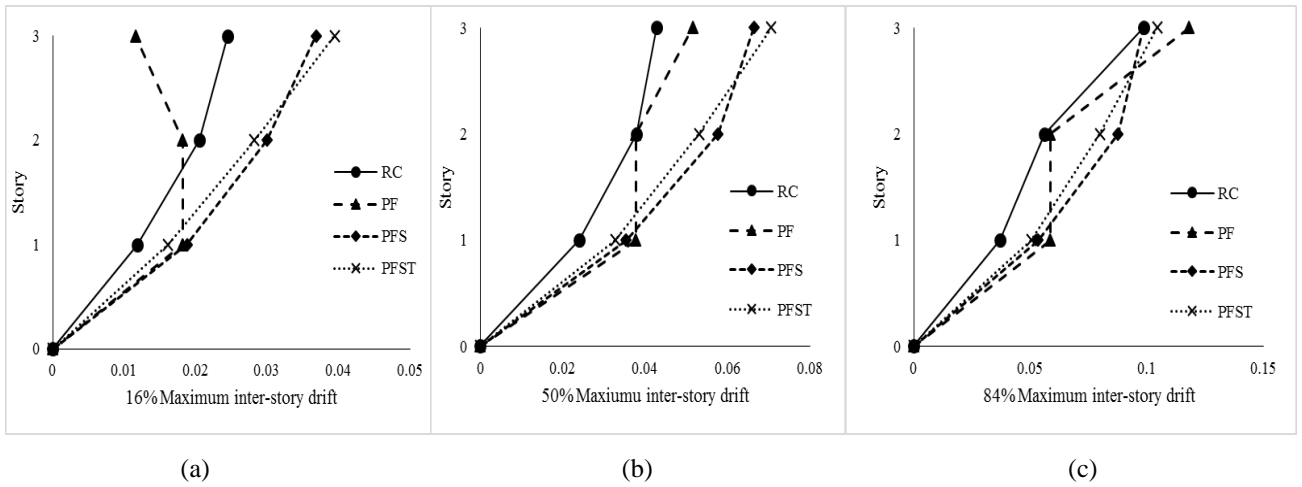 3
2
1
0
Story
RC
PF
PFS
PFST
0 0.01 0.02 0.03 0.04 0.05
16% Maximum inter-story drift
3
2
1
0
Story
RC
PF
PFS
PFST
0 0.02 0.04 0.06 0.08
50% Maxiumu inter-story drift
3
2
1
0
Story
RC
PF
PFS
PFST
0 0.05 0.1 0.15
84% Maximum inter-story drift
(a) (b) (c)